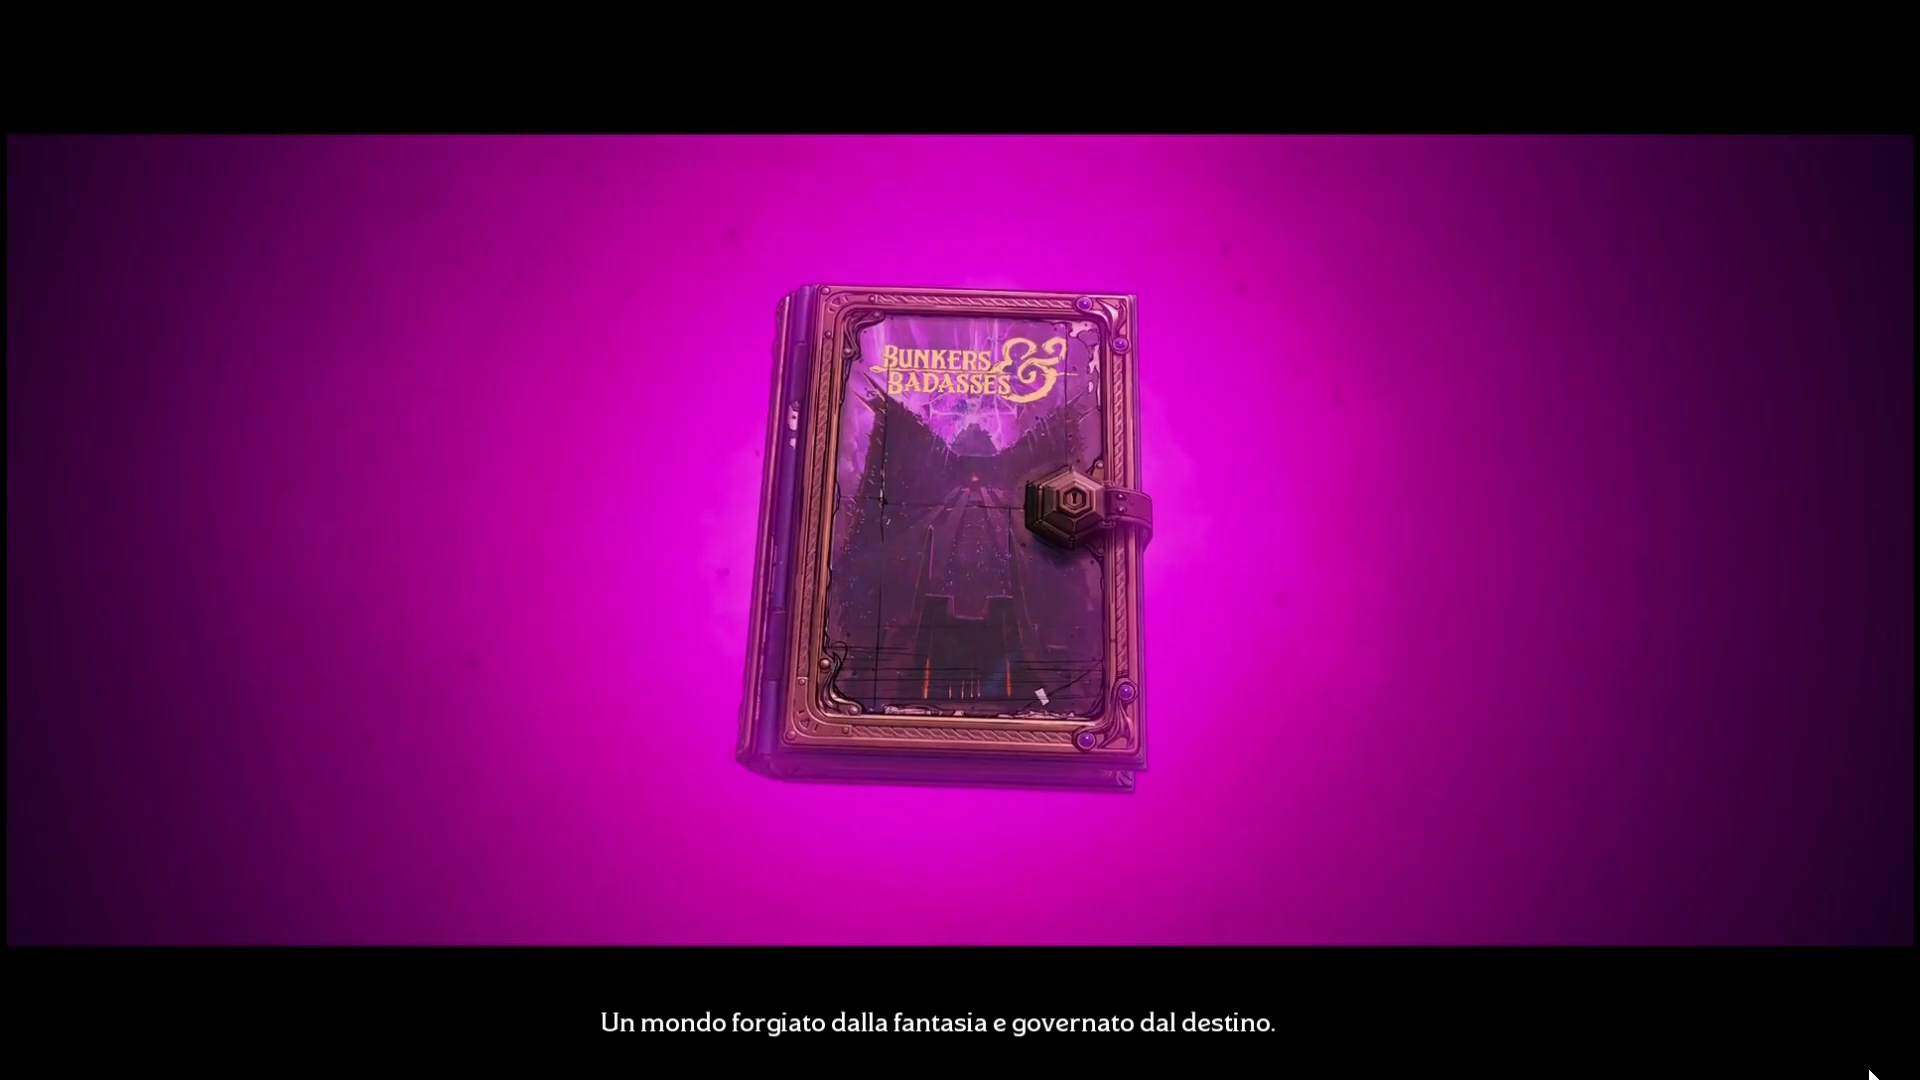 BUNKERS &
BADASSES
Un mondo forgiato dalla fantasia e governato dal destino.